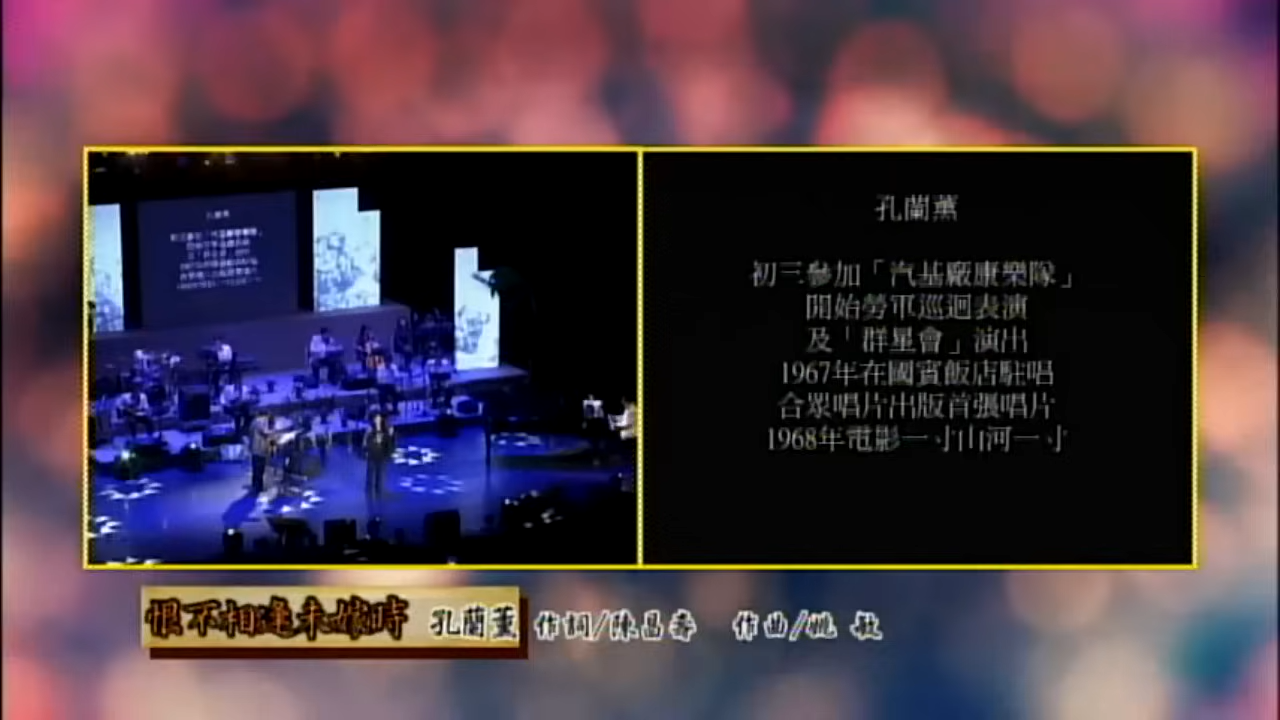 孔蘭薰
初三參加「汽基廠康樂隊」
開始勞軍巡迴表演
及「群星會」演出
1967年在國賓飯店駐唱
合眾唱片出版首張唱片
1968年電影一寸山河一寸
恨不相逢未嫁時 孔蘭薰 作詞/陳昌壽 作曲/姚 敏